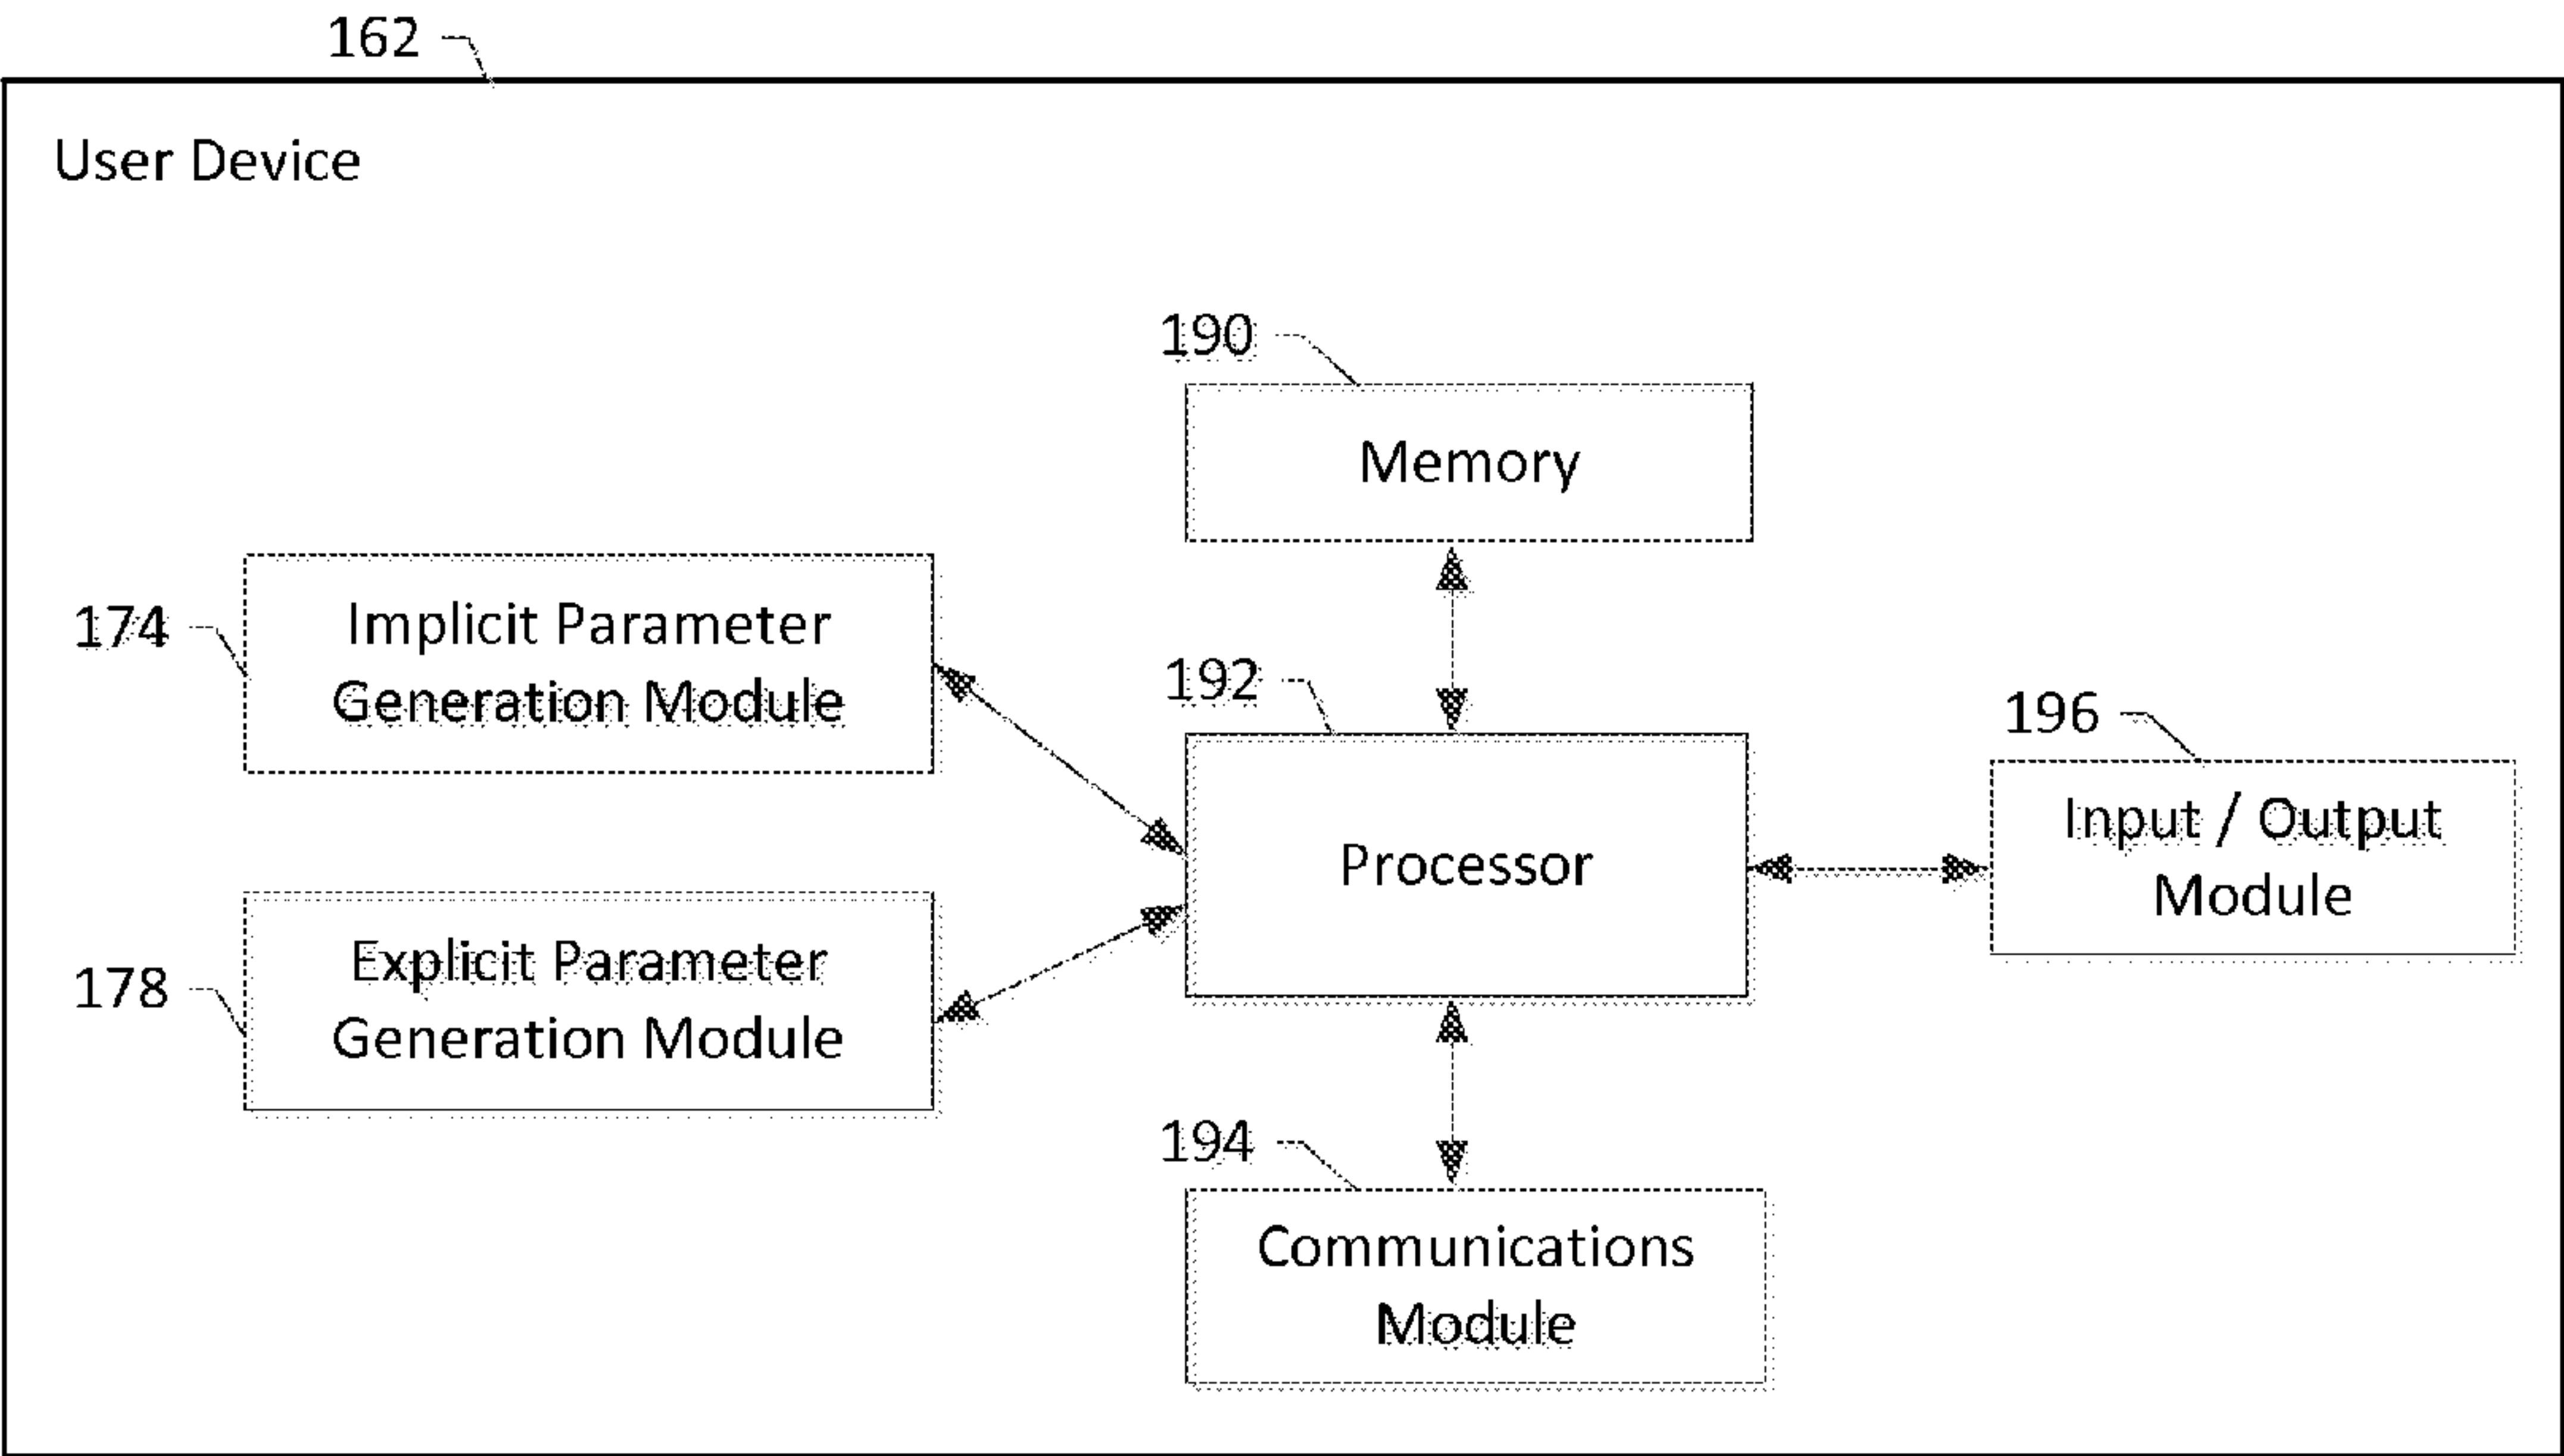 162
User Device
190
Memory
174
Implicit Parameter
Generation Module
192
Processor
196
Input / Output
Module
178
Explicit Parameter
Generation Module
194
Communications
Module